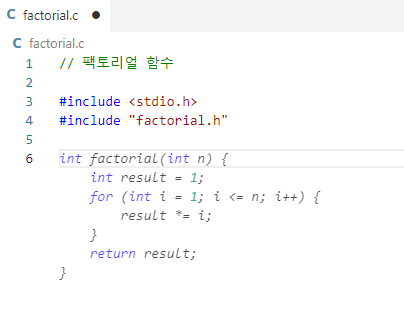 C factorial.c ●
C factorial.c
1 // 팩토리얼 함수
2
3 #include <stdio.h>
4 #include "factorial.h"
5
6 int factorial(int n) {
    int result = 1;
    for (int i = 1; i <= n; i++) {
        result *= i;
    }
    return result;
}